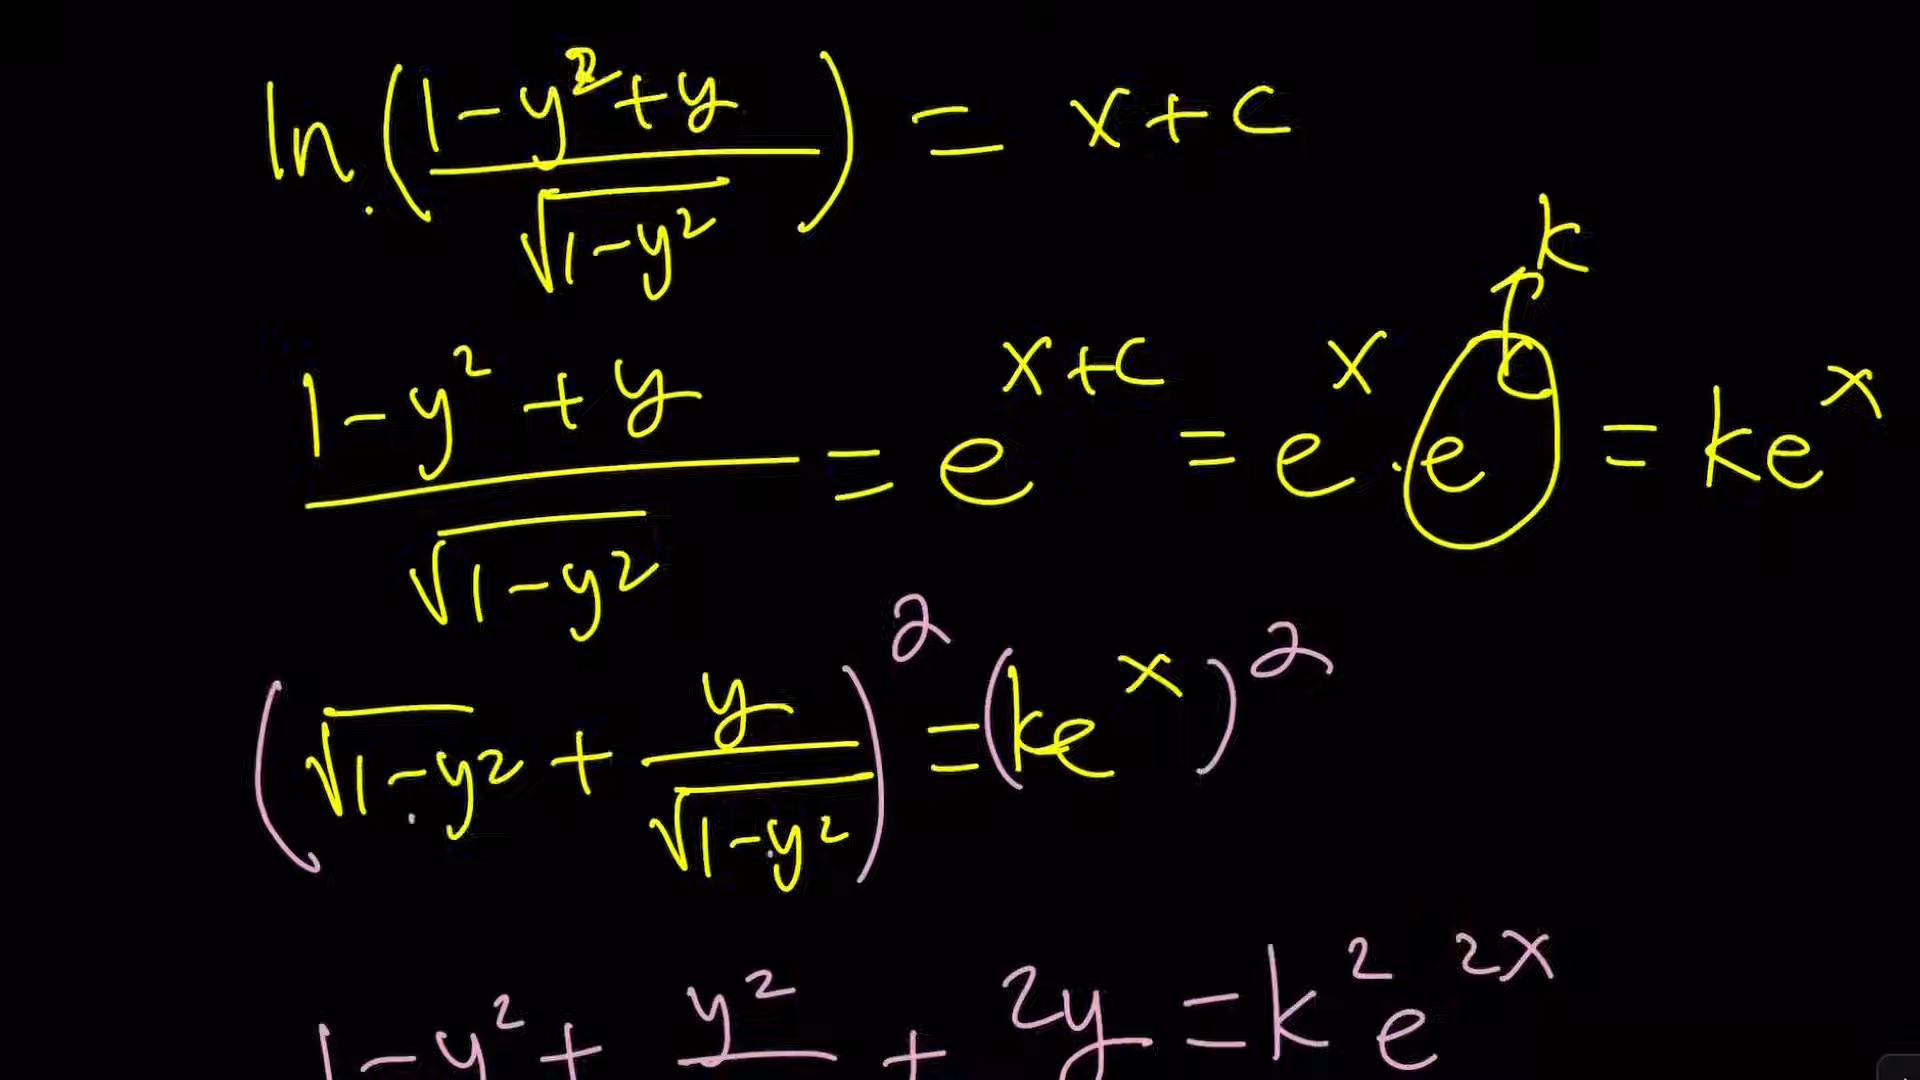 ln (1-y²+y / √1-y²) = x+c
k
1-y²+y / √1-y² = e^(x+c) = e^x · e^c = ke^x
(√1-y² + y / √1-y²)² = (ke^x)²
1-y² + y² / + 2y = k² e^(2x)